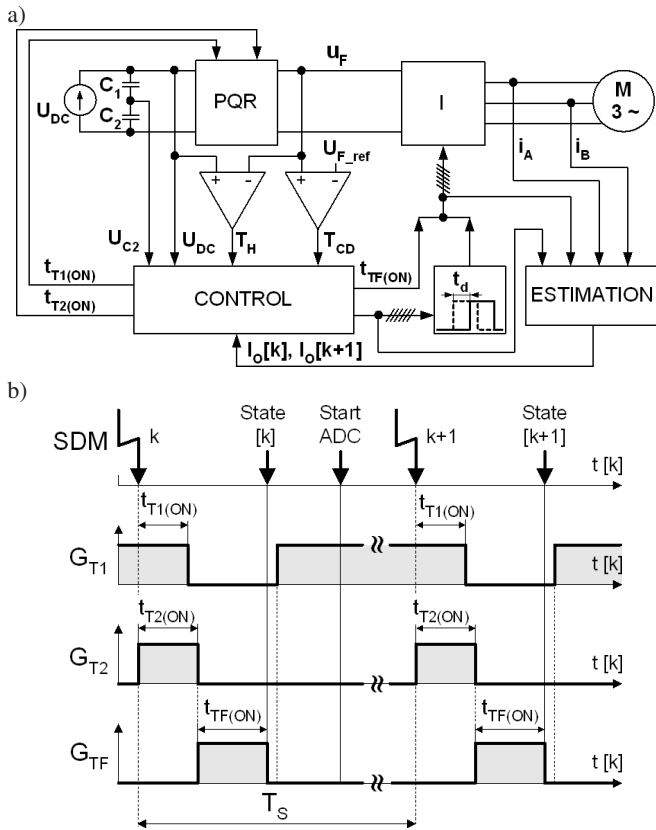 a)
C₁
C₂
U_DC
PQR
u_F
I
M
3 ~
i_A
i_B
U_F_ref
+ -
+ -
U_C2
U_DC
T_H
T_CD
t_T1(ON)
t_T2(ON)
CONTROL
t_TF(ON)
t_d
ESTIMATION
I_O[k], I_O[k+1]
b)
SDM
k
State
[k]
Start
ADC
k+1
State
[k+1]
t [k]
t_T1(ON)
t_T1(ON)
G_T1
t [k]
t_T2(ON)
t_T2(ON)
G_T2
t [k]
t_TF(ON)
t_TF(ON)
G_TF
t [k]
T_S